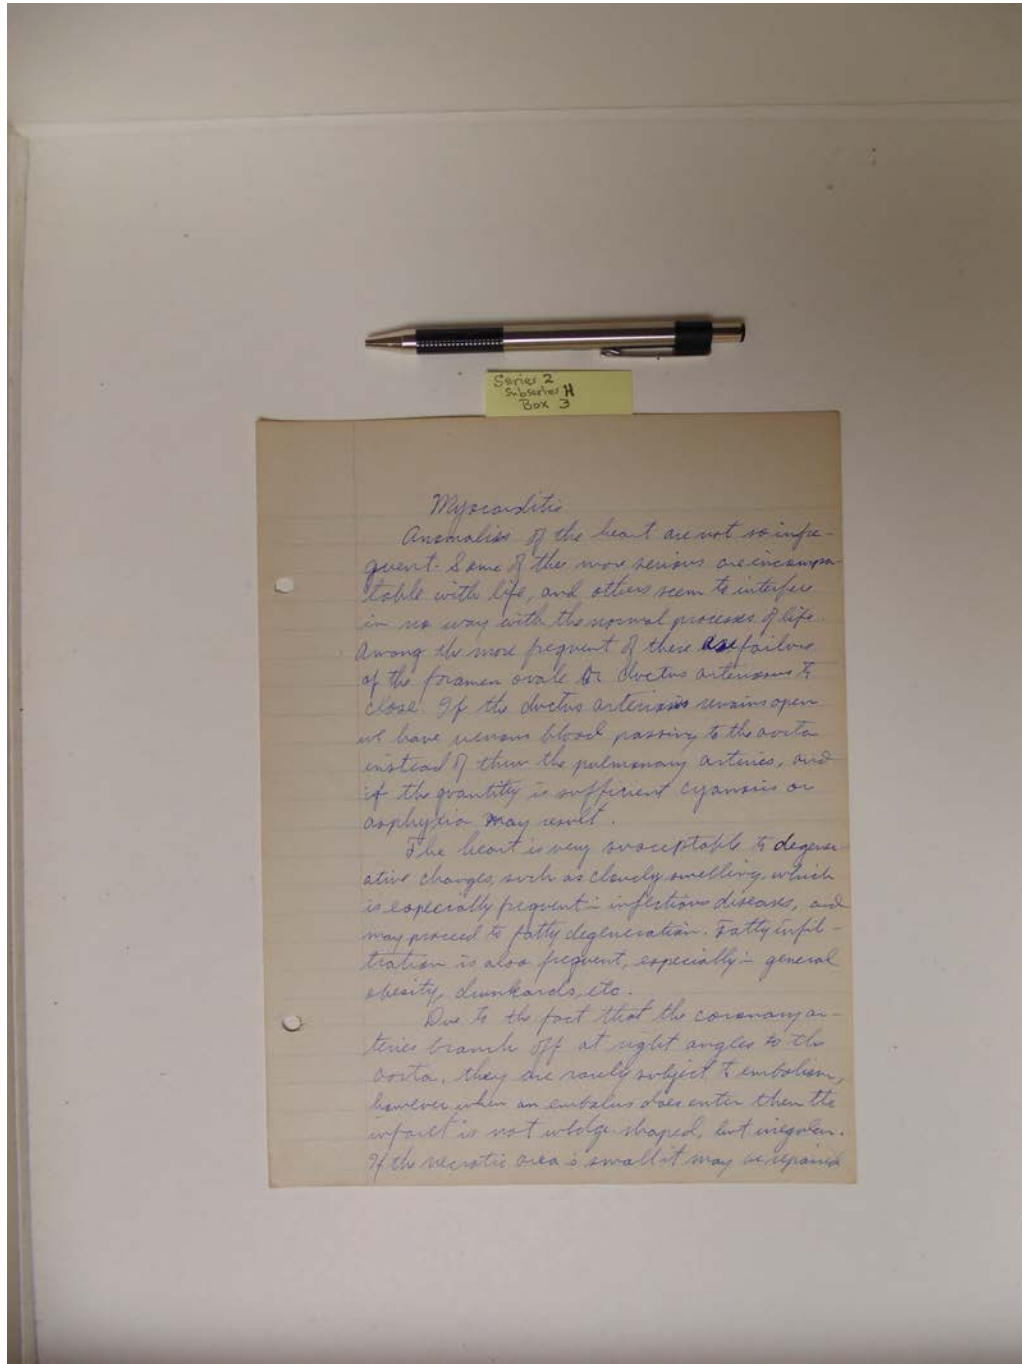 Series 2
Subseries H
Box 3
Myocarditis
Anomalies of the heart are not so infre-
quent. Some of the more serious are incompa-
table with life, and others seem to interfere
in no way with the normal processes of life.
Among the more frequent of these are failure
of the foramen ovale or ductus arteriosus to
close. If the ductus arteriosis remains open
we have venous blood passing to the aorta
instead of thru the pulmonary arteries, and
if the quantity is sufficient cyanosis or
asphyxia may result.
The heart is very susceptable to degener-
ative changes, such as cloudy swelling, which
is especially frequent in infectious diseases, and
may proceed to fatty degeneration. Fatty infil-
tration is also frequent, especially in general
obesity, drunkards, etc.
Due to the fact that the coronary ar-
teries branch off at right angles to the
aorta, they are rarely subject to embolism,
however when an embolus does enter then the
infarct is not wedge-shaped, but irregular.
If the necrotic area is small it may be repaired